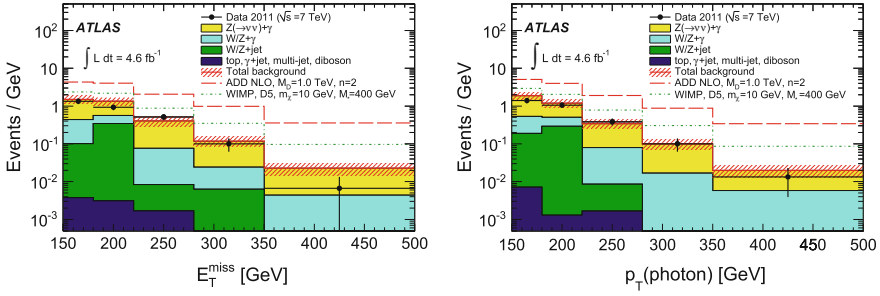 ATLAS
∫ L dt = 4.6 fb⁻¹
Data 2011 (√s =7 TeV)
Z(→νν)+γ
W/Z+γ
W/Z+jet
top, γ+jet, multi-jet, diboson
Total background
ADD NLO, M_D=1.0 TeV, n=2
WIMP, D5, m_χ=10 GeV, M_*=400 GeV
Events / GeV
10²
10
1
10⁻¹
10⁻²
10⁻³
150 200 250 300 350 400 450 500
E_T^miss [GeV]
ATLAS
∫ L dt = 4.6 fb⁻¹
Data 2011 (√s =7 TeV)
Z(→νν)+γ
W/Z+γ
W/Z+jet
top, γ+jet, multi-jet, diboson
Total background
ADD NLO, M_D=1.0 TeV, n=2
WIMP, D5, m_χ=10 GeV, M_*=400 GeV
Events / GeV
10²
10
1
10⁻¹
10⁻²
10⁻³
150 200 250 300 350 400 450 500
p_T(photon) [GeV]